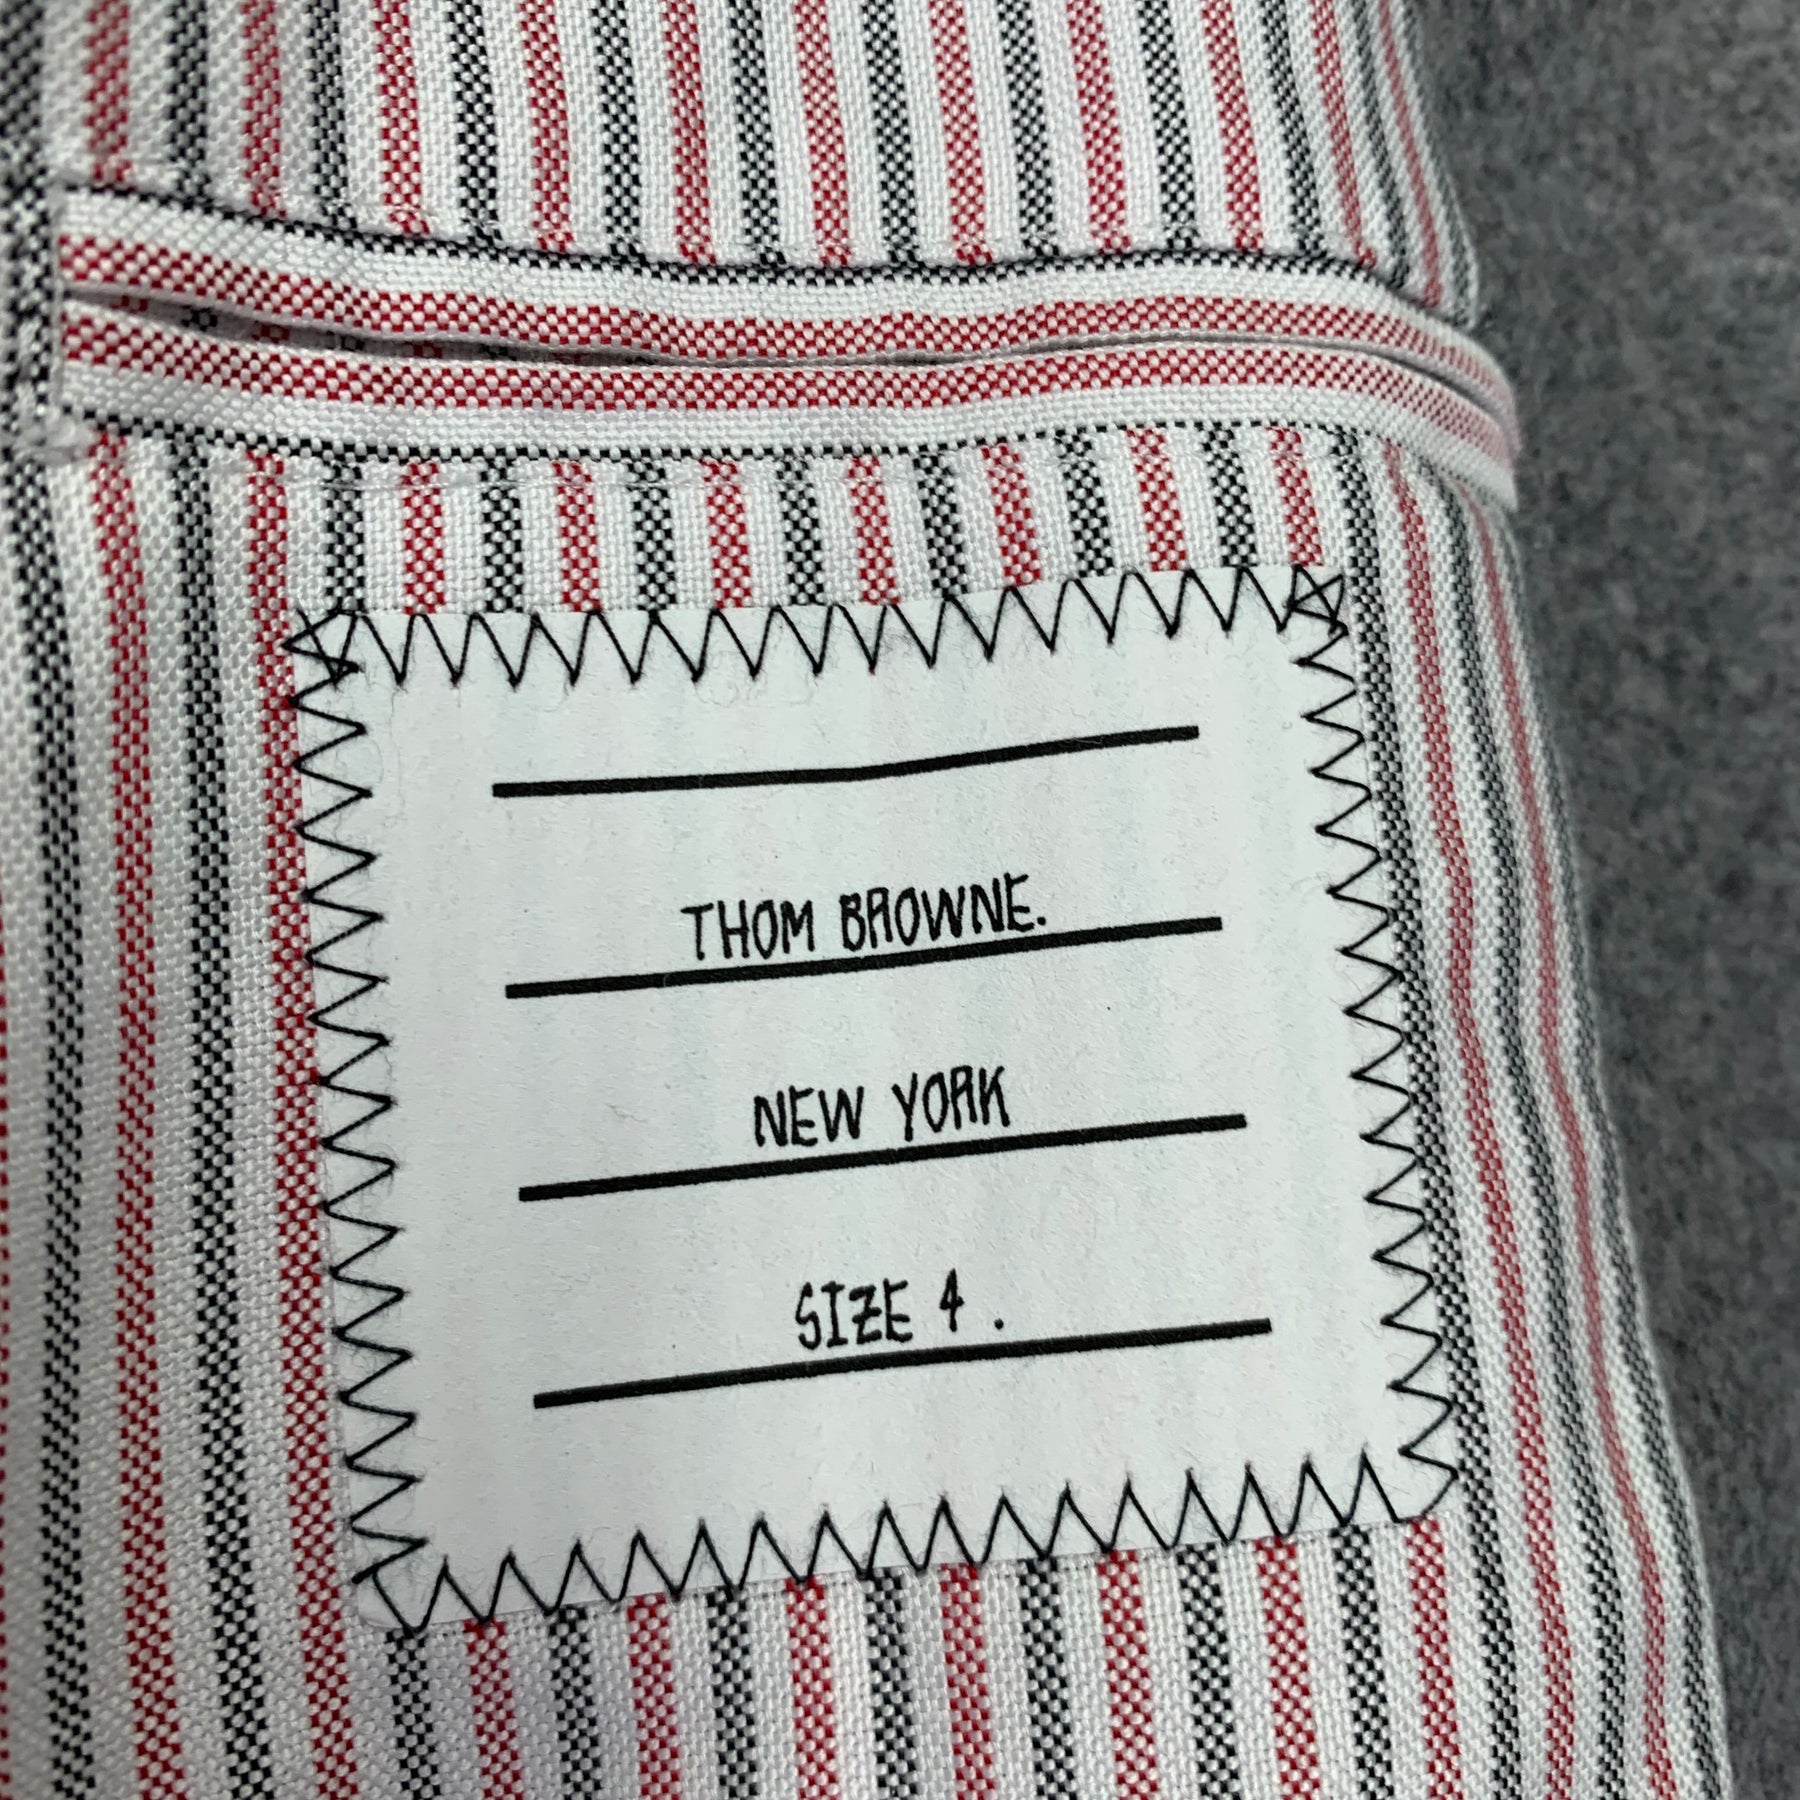 THOM BROWNE.
NEW YORK
SIZE 4 .